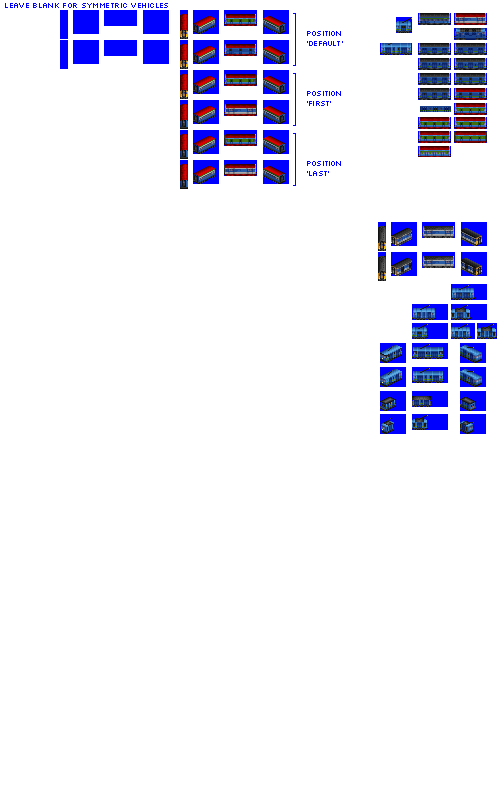 LEAVE BLANK FOR SYMMETRIC VEHICLES
POSITION
'DEFAULT'
POSITION
'FIRST'
POSITION
'LAST'